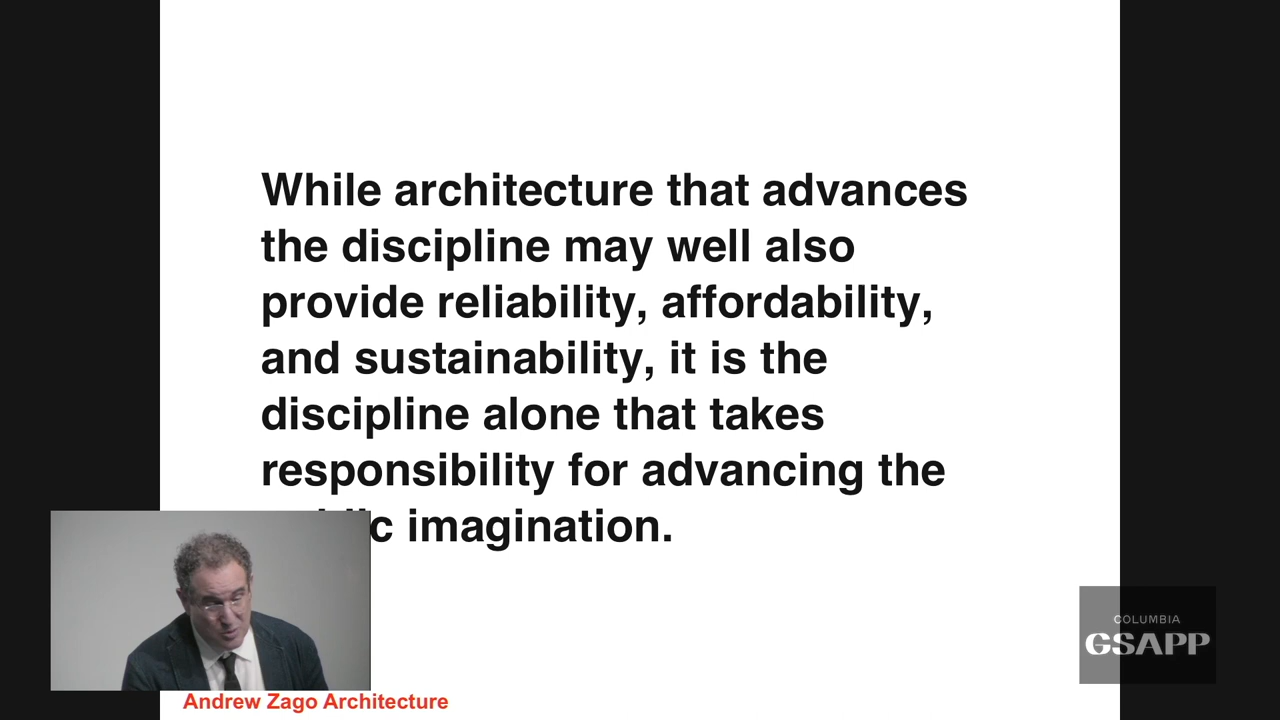 While architecture that advances
the discipline may well also
provide reliability, affordability,
and sustainability, it is the
discipline alone that takes
responsibility for advancing the
imagination.
Andrew Zago Architecture
COLUMBIA
GSAPP